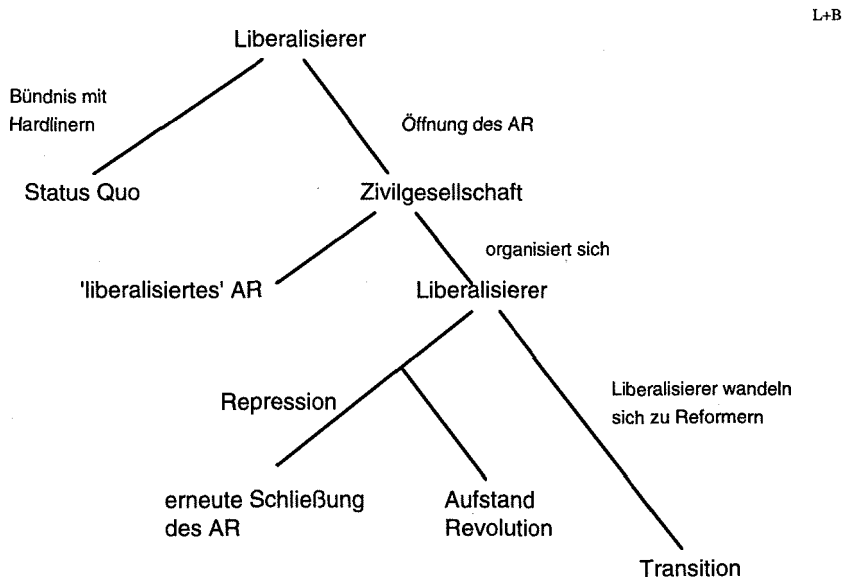 L+B
Liberalisierer
Bündnis mit
Hardlinern
Öffnung des AR
Status Quo
Zivilgesellschaft
organisiert sich
'liberalisiertes' AR
Liberalisierer
Repression
Liberalisierer wandeln
sich zu Reformern
erneute Schließung
des AR
Aufstand
Revolution
Transition